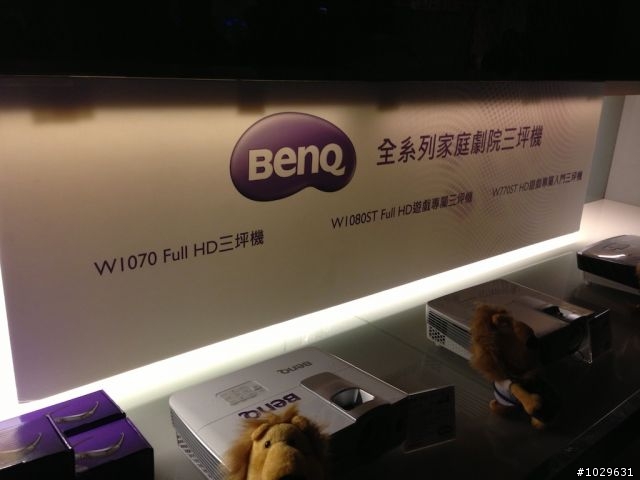 BenQ
全系列家庭劇院三坪機
W1070 Full HD三坪機
W1080ST Full HD遊戲專屬三坪機
W770ST HD遊戲專屬入門三坪機
BenQ
#1029631